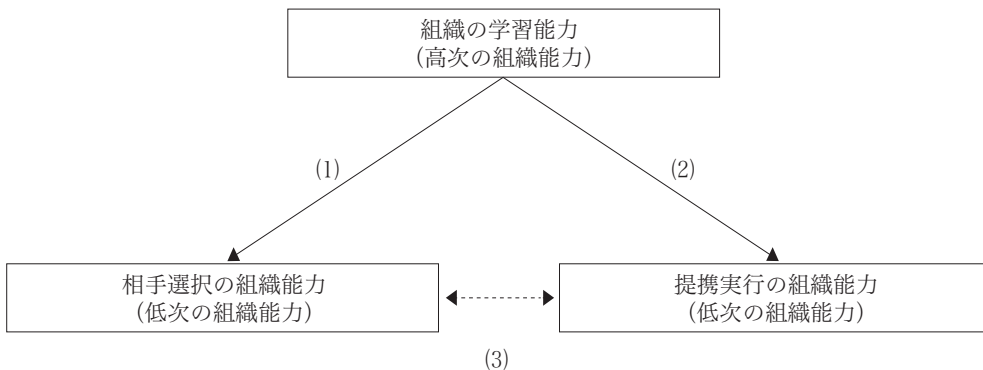 組織の学習能力
（高次の組織能力）
(1)
(2)
相手選択の組織能力
（低次の組織能力）
提携実行の組織能力
（低次の組織能力）
(3)